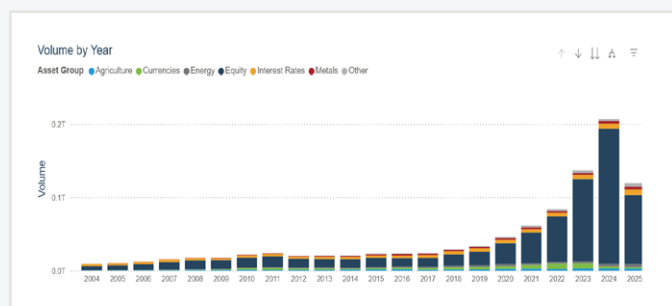 Volume by Year
Asset Group Agriculture Currencies Energy Equity Interest Rates Metals Other
0.2T
0.1T
0.0T
Volume
2004 2005 2006 2007 2008 2009 2010 2011 2012 2013 2014 2015 2016 2017 2018 2019 2020 2021 2022 2023 2024 2025